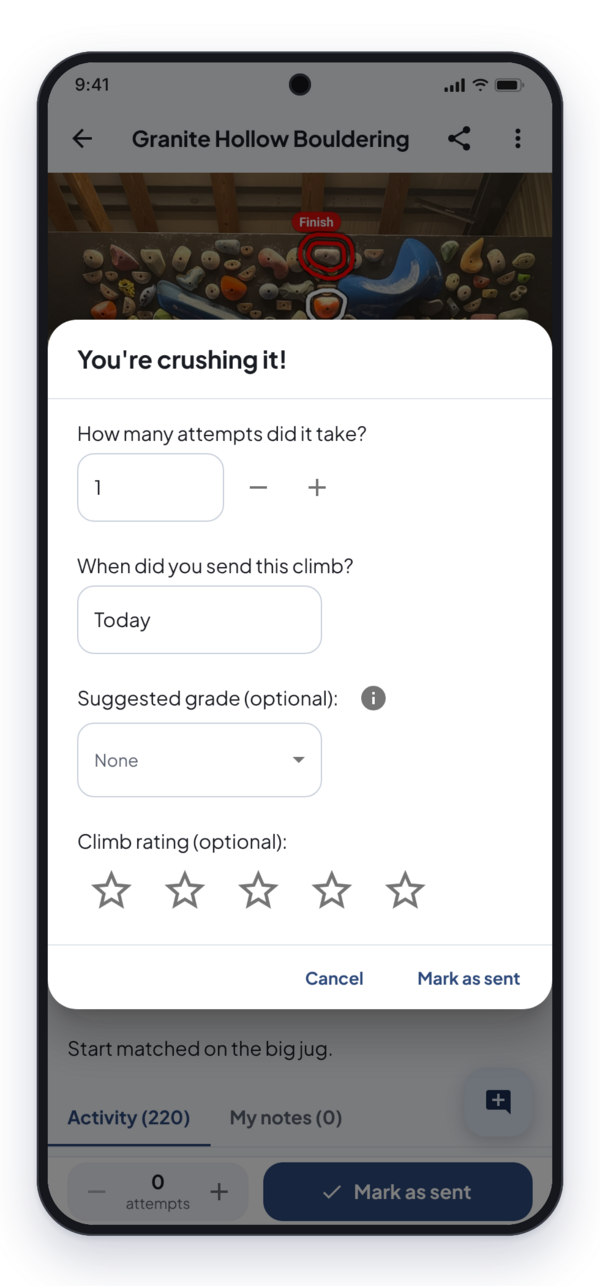 9:41
Granite Hollow Bouldering
Finish
You're crushing it!
How many attempts did it take?
1
When did you send this climb?
Today
Suggested grade (optional):
None
Climb rating (optional):
Cancel Mark as sent
Start matched on the big jug.
Activity (220) My notes (0)
0
attempts
Mark as sent